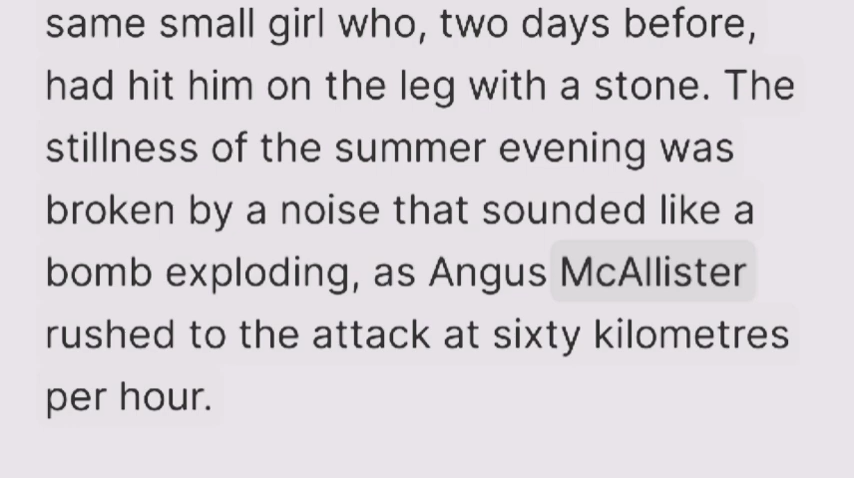 same small girl who, two days before,
had hit him on the leg with a stone. The
stillness of the summer evening was
broken by a noise that sounded like a
bomb exploding, as Angus McAllister
rushed to the attack at sixty kilometres
per hour.